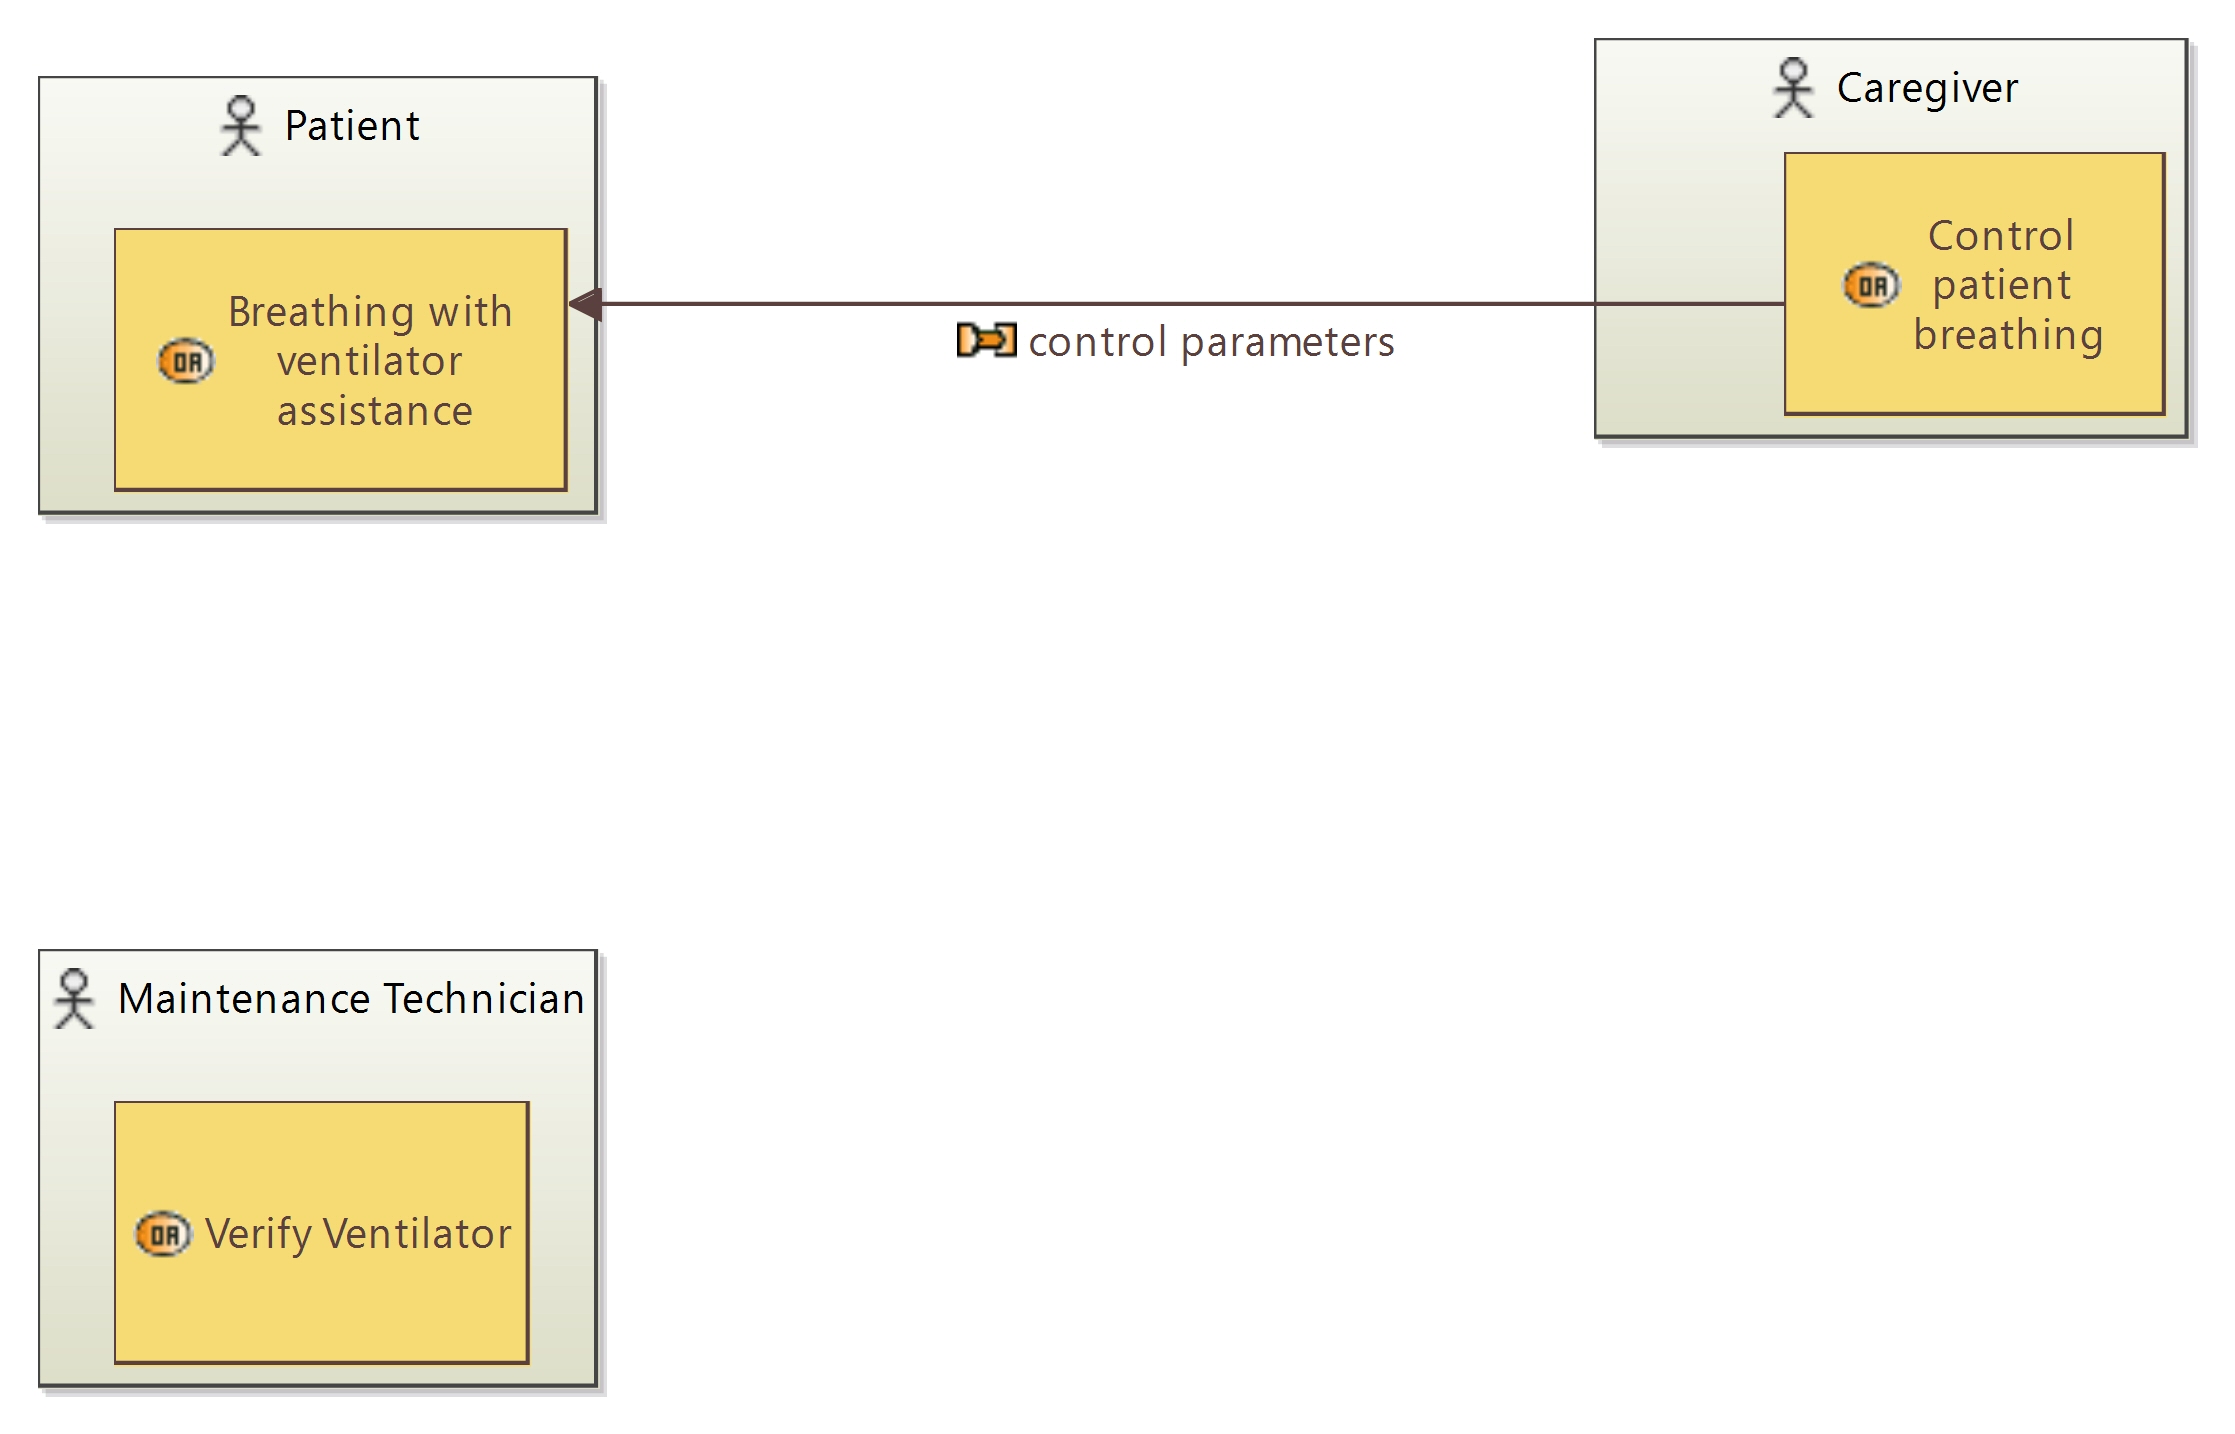 Patient
Caregiver
OA
Breathing with
ventilator
assistance
control parameters
OA
Control
patient
breathing
Maintenance Technician
OA
Verify Ventilator